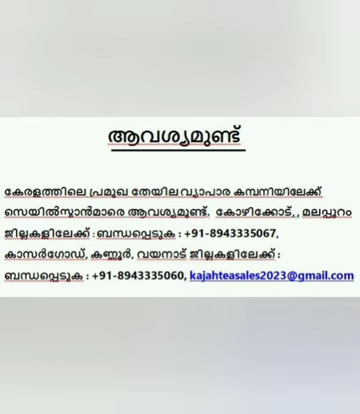 ആവശ്യമുണ്ട്
കേരളത്തിലെ പ്രമുഖ തേയില വ്യാപാര കമ്പനിയിലേക്ക്
സെയിൽസ്മാൻമാരെ ആവശ്യമുണ്ട്. കോഴിക്കോട്, , മലപ്പുറം
ജില്ലകളിലേക്ക് : ബന്ധപ്പെടുക : +91-8943335067,
കാസർഗോഡ്, കണ്ണൂർ, വയനാട് ജില്ലകളിലേക്ക് :
ബന്ധപ്പെടുക : +91-8943335060, kajahteasales2023@gmail.com